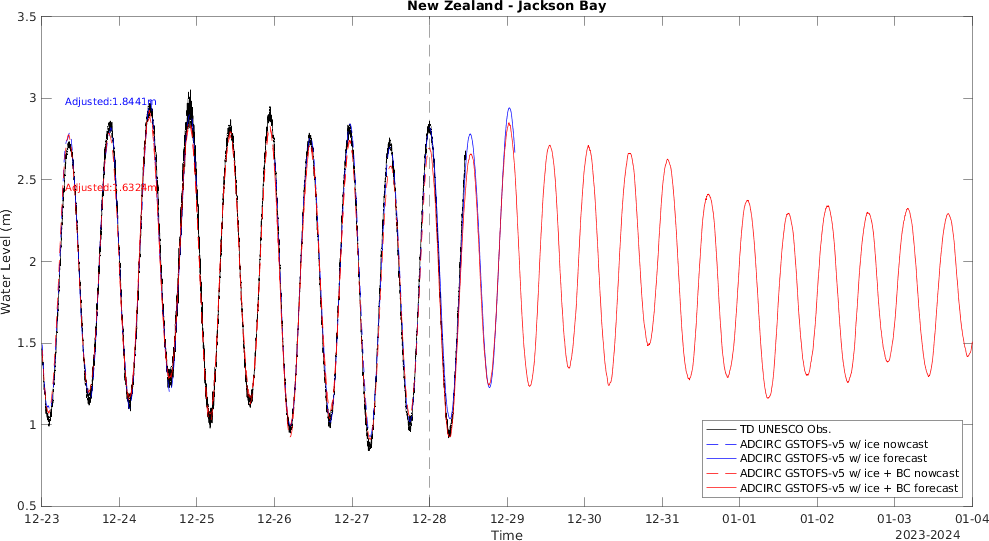 New Zealand - Jackson Bay
3.5
3
2.5
2
1.5
1
0.5
Water Level (m)
Adjusted:1.8441m
Adjusted:1.6324m
TD UNESCO Obs.
ADCIRC GSTOFS-v5 w/ ice nowcast
ADCIRC GSTOFS-v5 w/ ice forecast
ADCIRC GSTOFS-v5 w/ ice + BC nowcast
ADCIRC GSTOFS-v5 w/ ice + BC forecast
12-23 12-24 12-25 12-26 12-27 12-28 12-29 12-30 12-31 01-01 01-02 01-03 01-04
Time
2023-2024